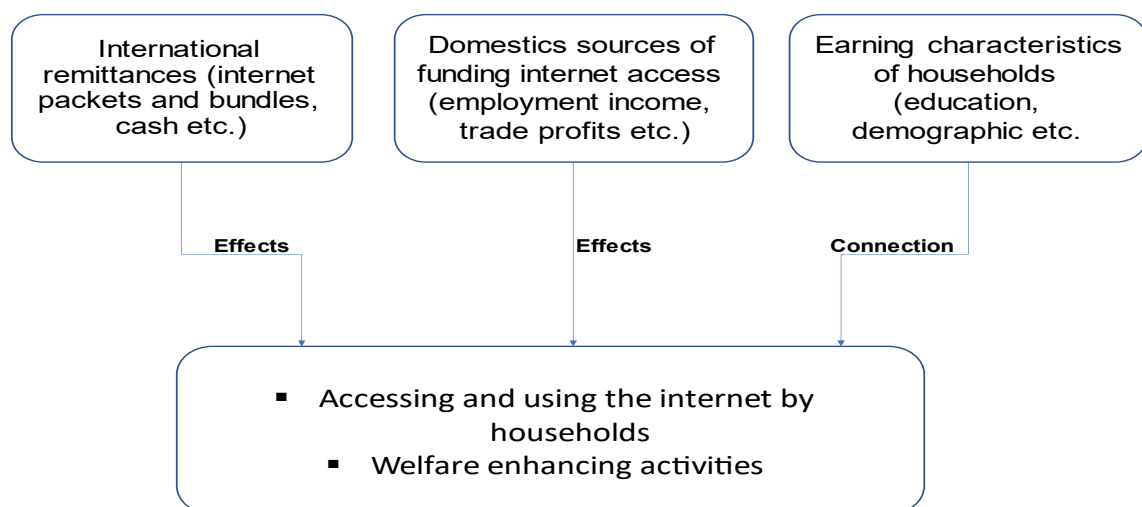 International
remittances (internet
packets and bundles,
cash etc.)
Domestics sources of
funding internet access
(employment income,
trade profits etc.)
Earning characteristics
of households
(education,
demographic etc.
Effects
Effects
Connection
▪ Accessing and using the internet by
households
▪ Welfare enhancing activities